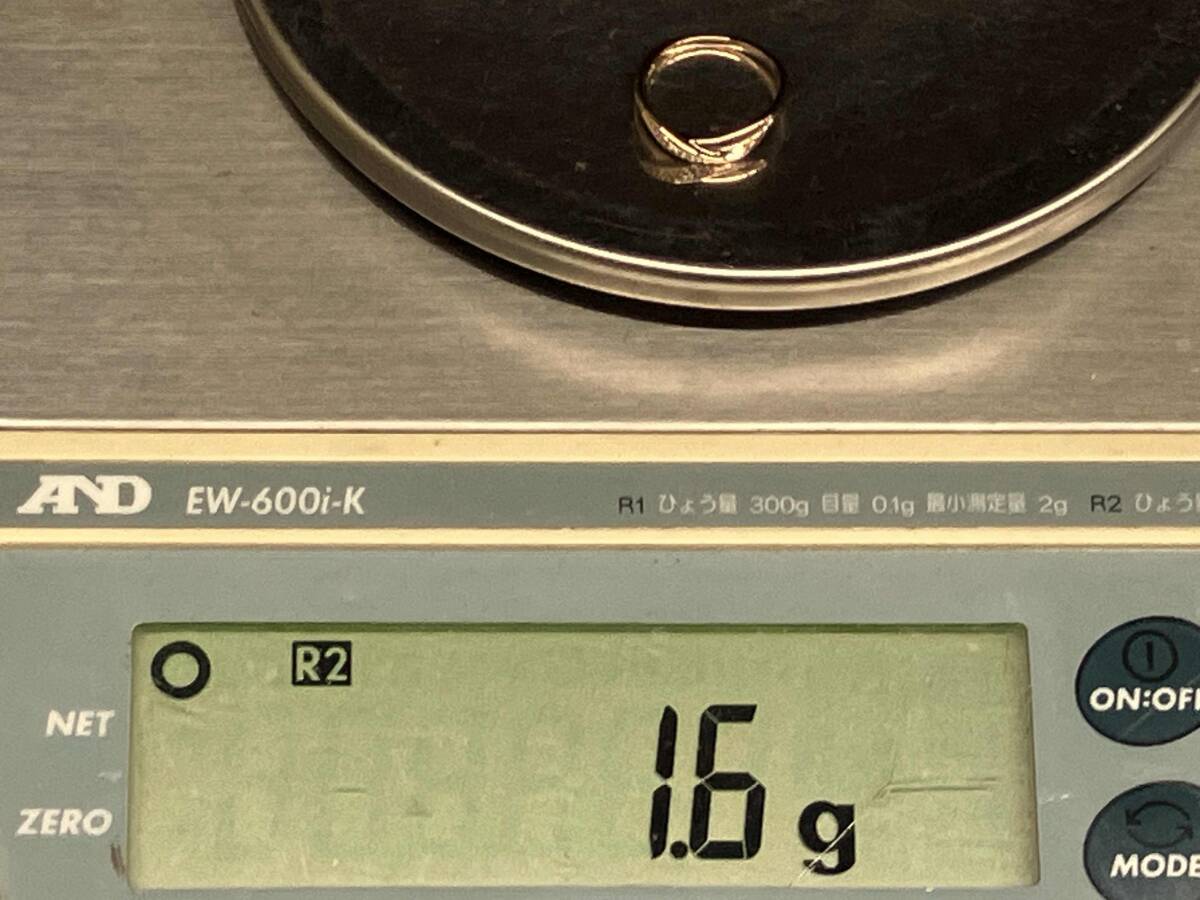 AND EW-600i-K R1 ひょう量 300g 目量 0.1g 最小測定量 2g R2 ひょう
R2
NET
ZERO
1.6 g
ON:OFF
MODE